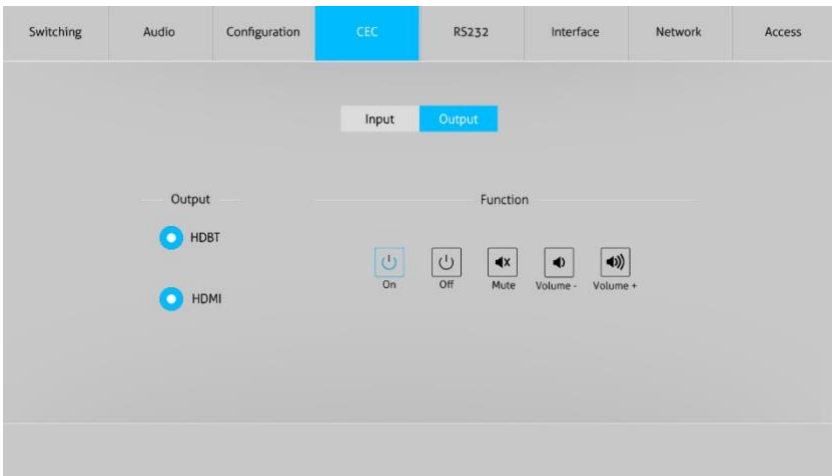 Switching Audio Configuration CEC RS232 Interface Network Access
Input Output
Output Function
HDBT
On Off Mute Volume - Volume +
HDMI